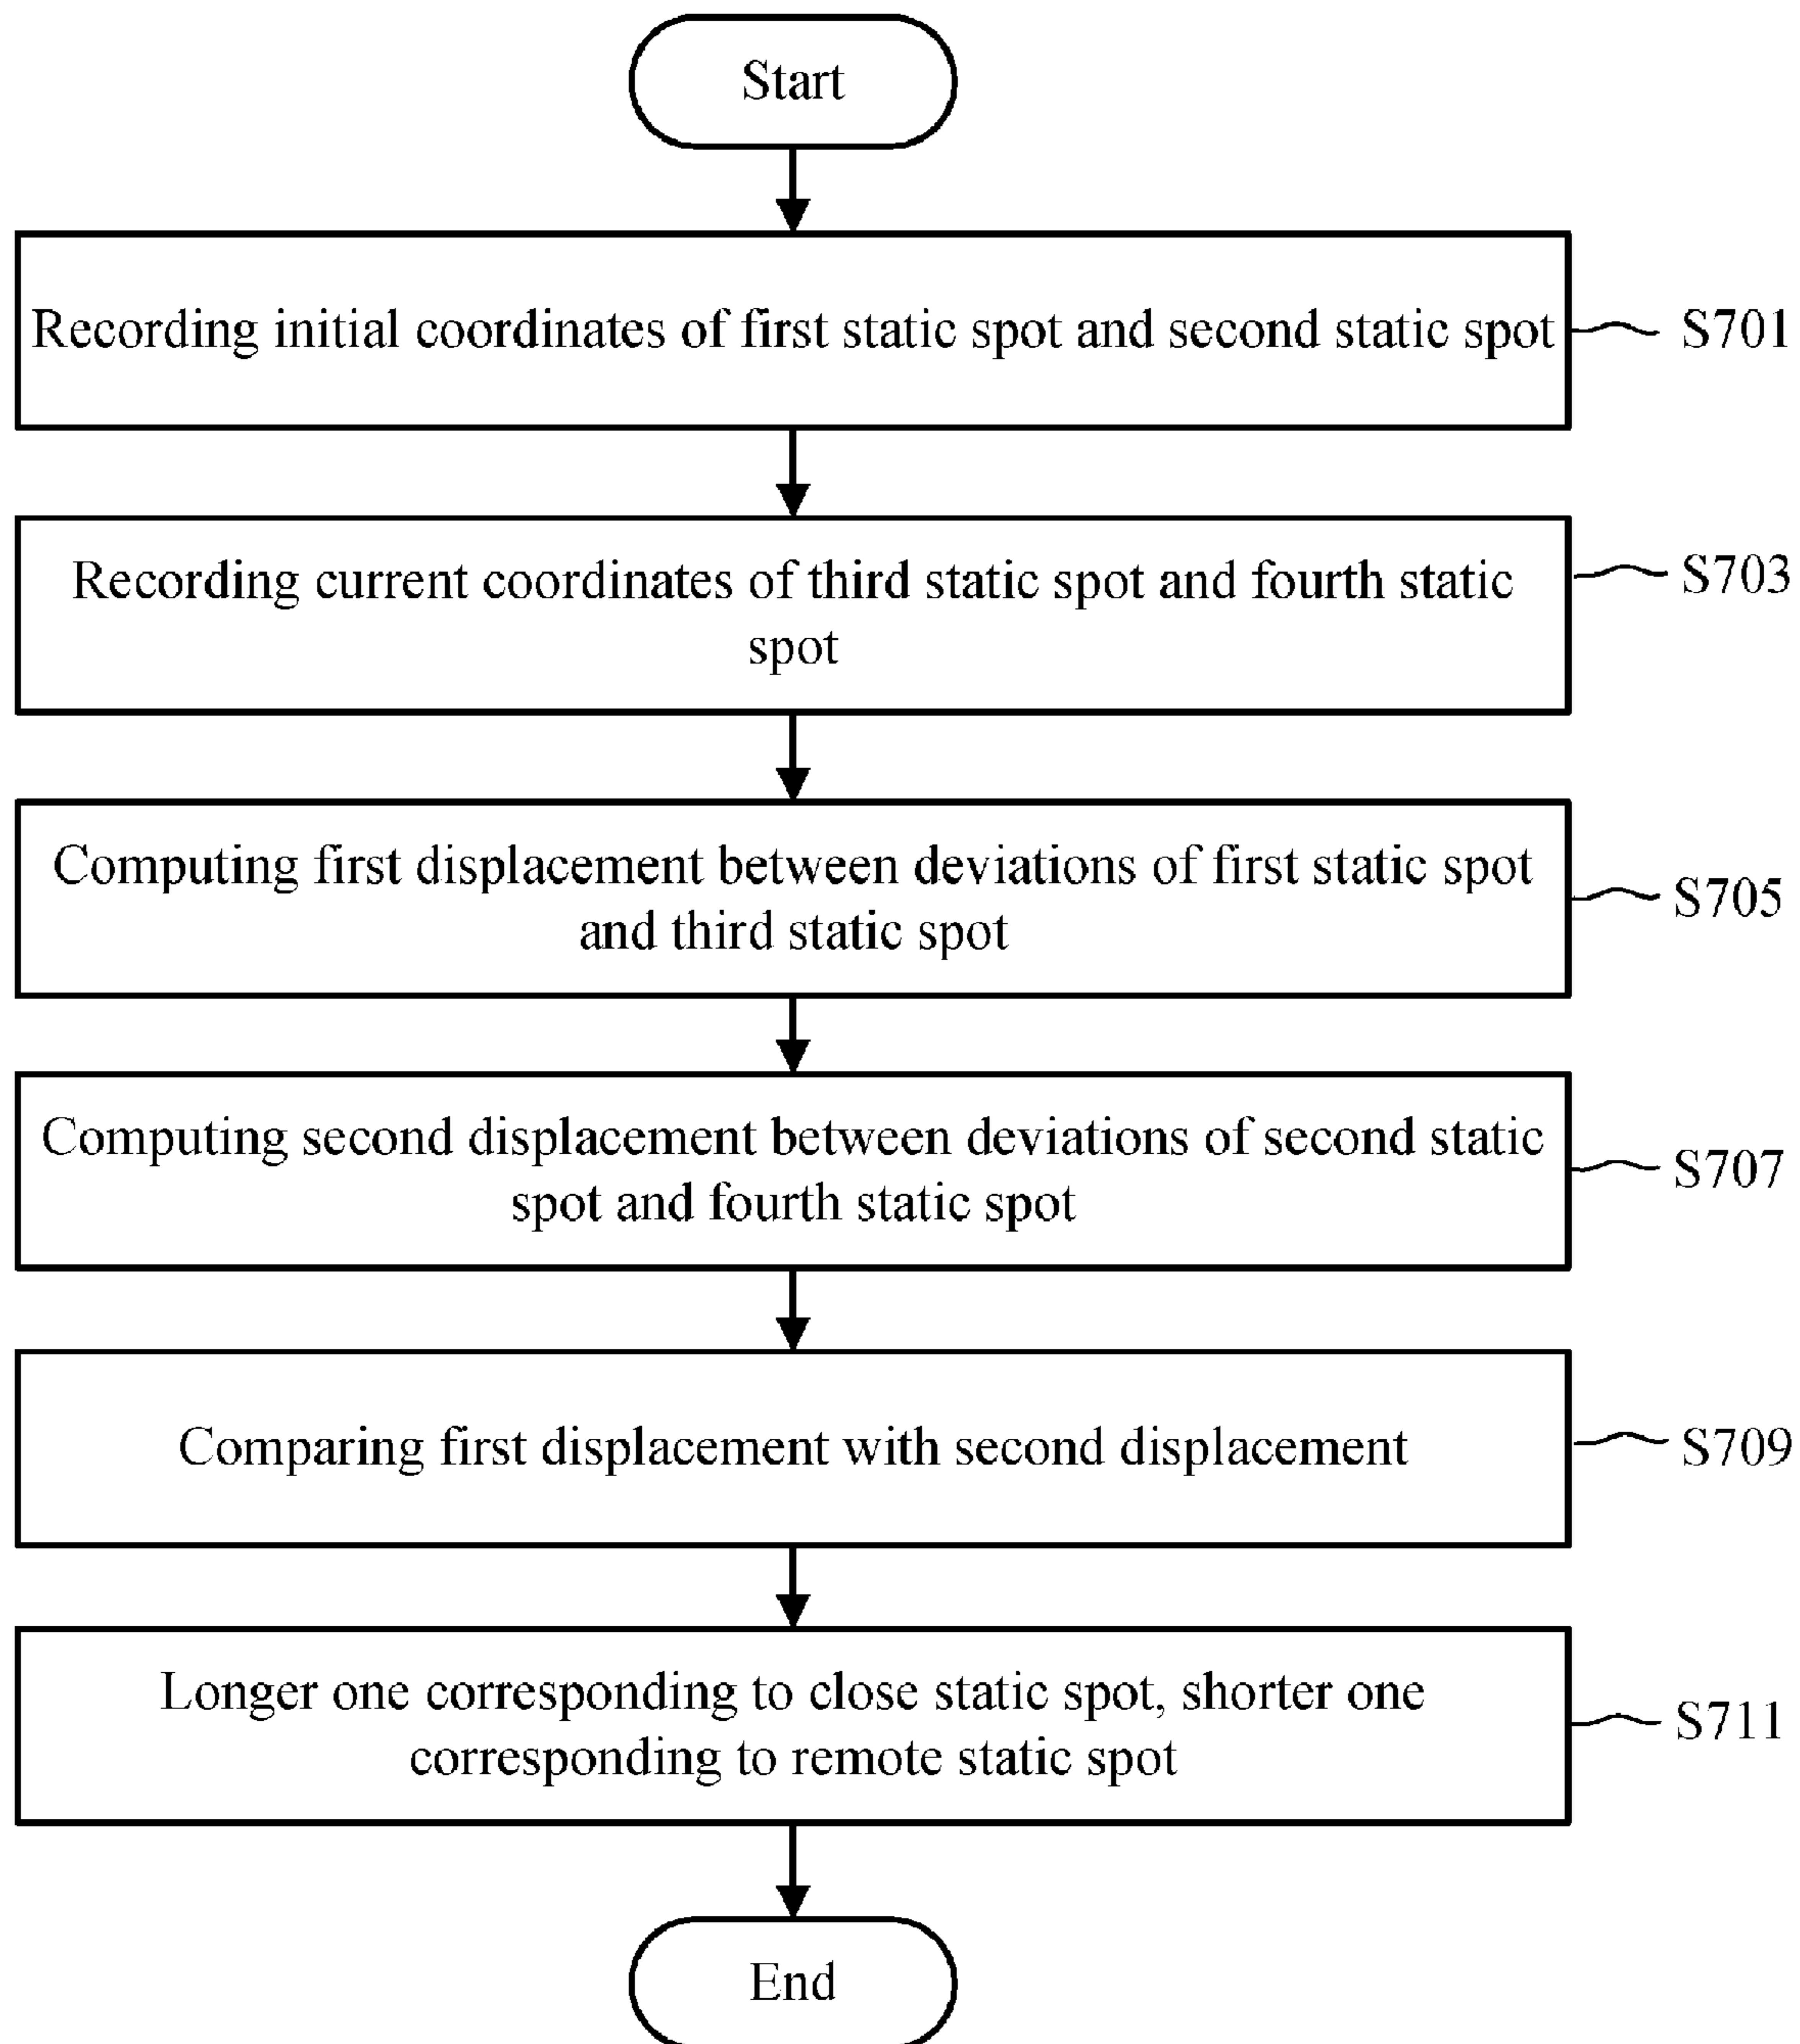 Start
Recording initial coordinates of first static spot and second static spot
S701
Recording current coordinates of third static spot and fourth static
spot
S703
Computing first displacement between deviations of first static spot
and third static spot
S705
Computing second displacement between deviations of second static
spot and fourth static spot
S707
Comparing first displacement with second displacement
S709
Longer one corresponding to close static spot, shorter one
corresponding to remote static spot
S711
End